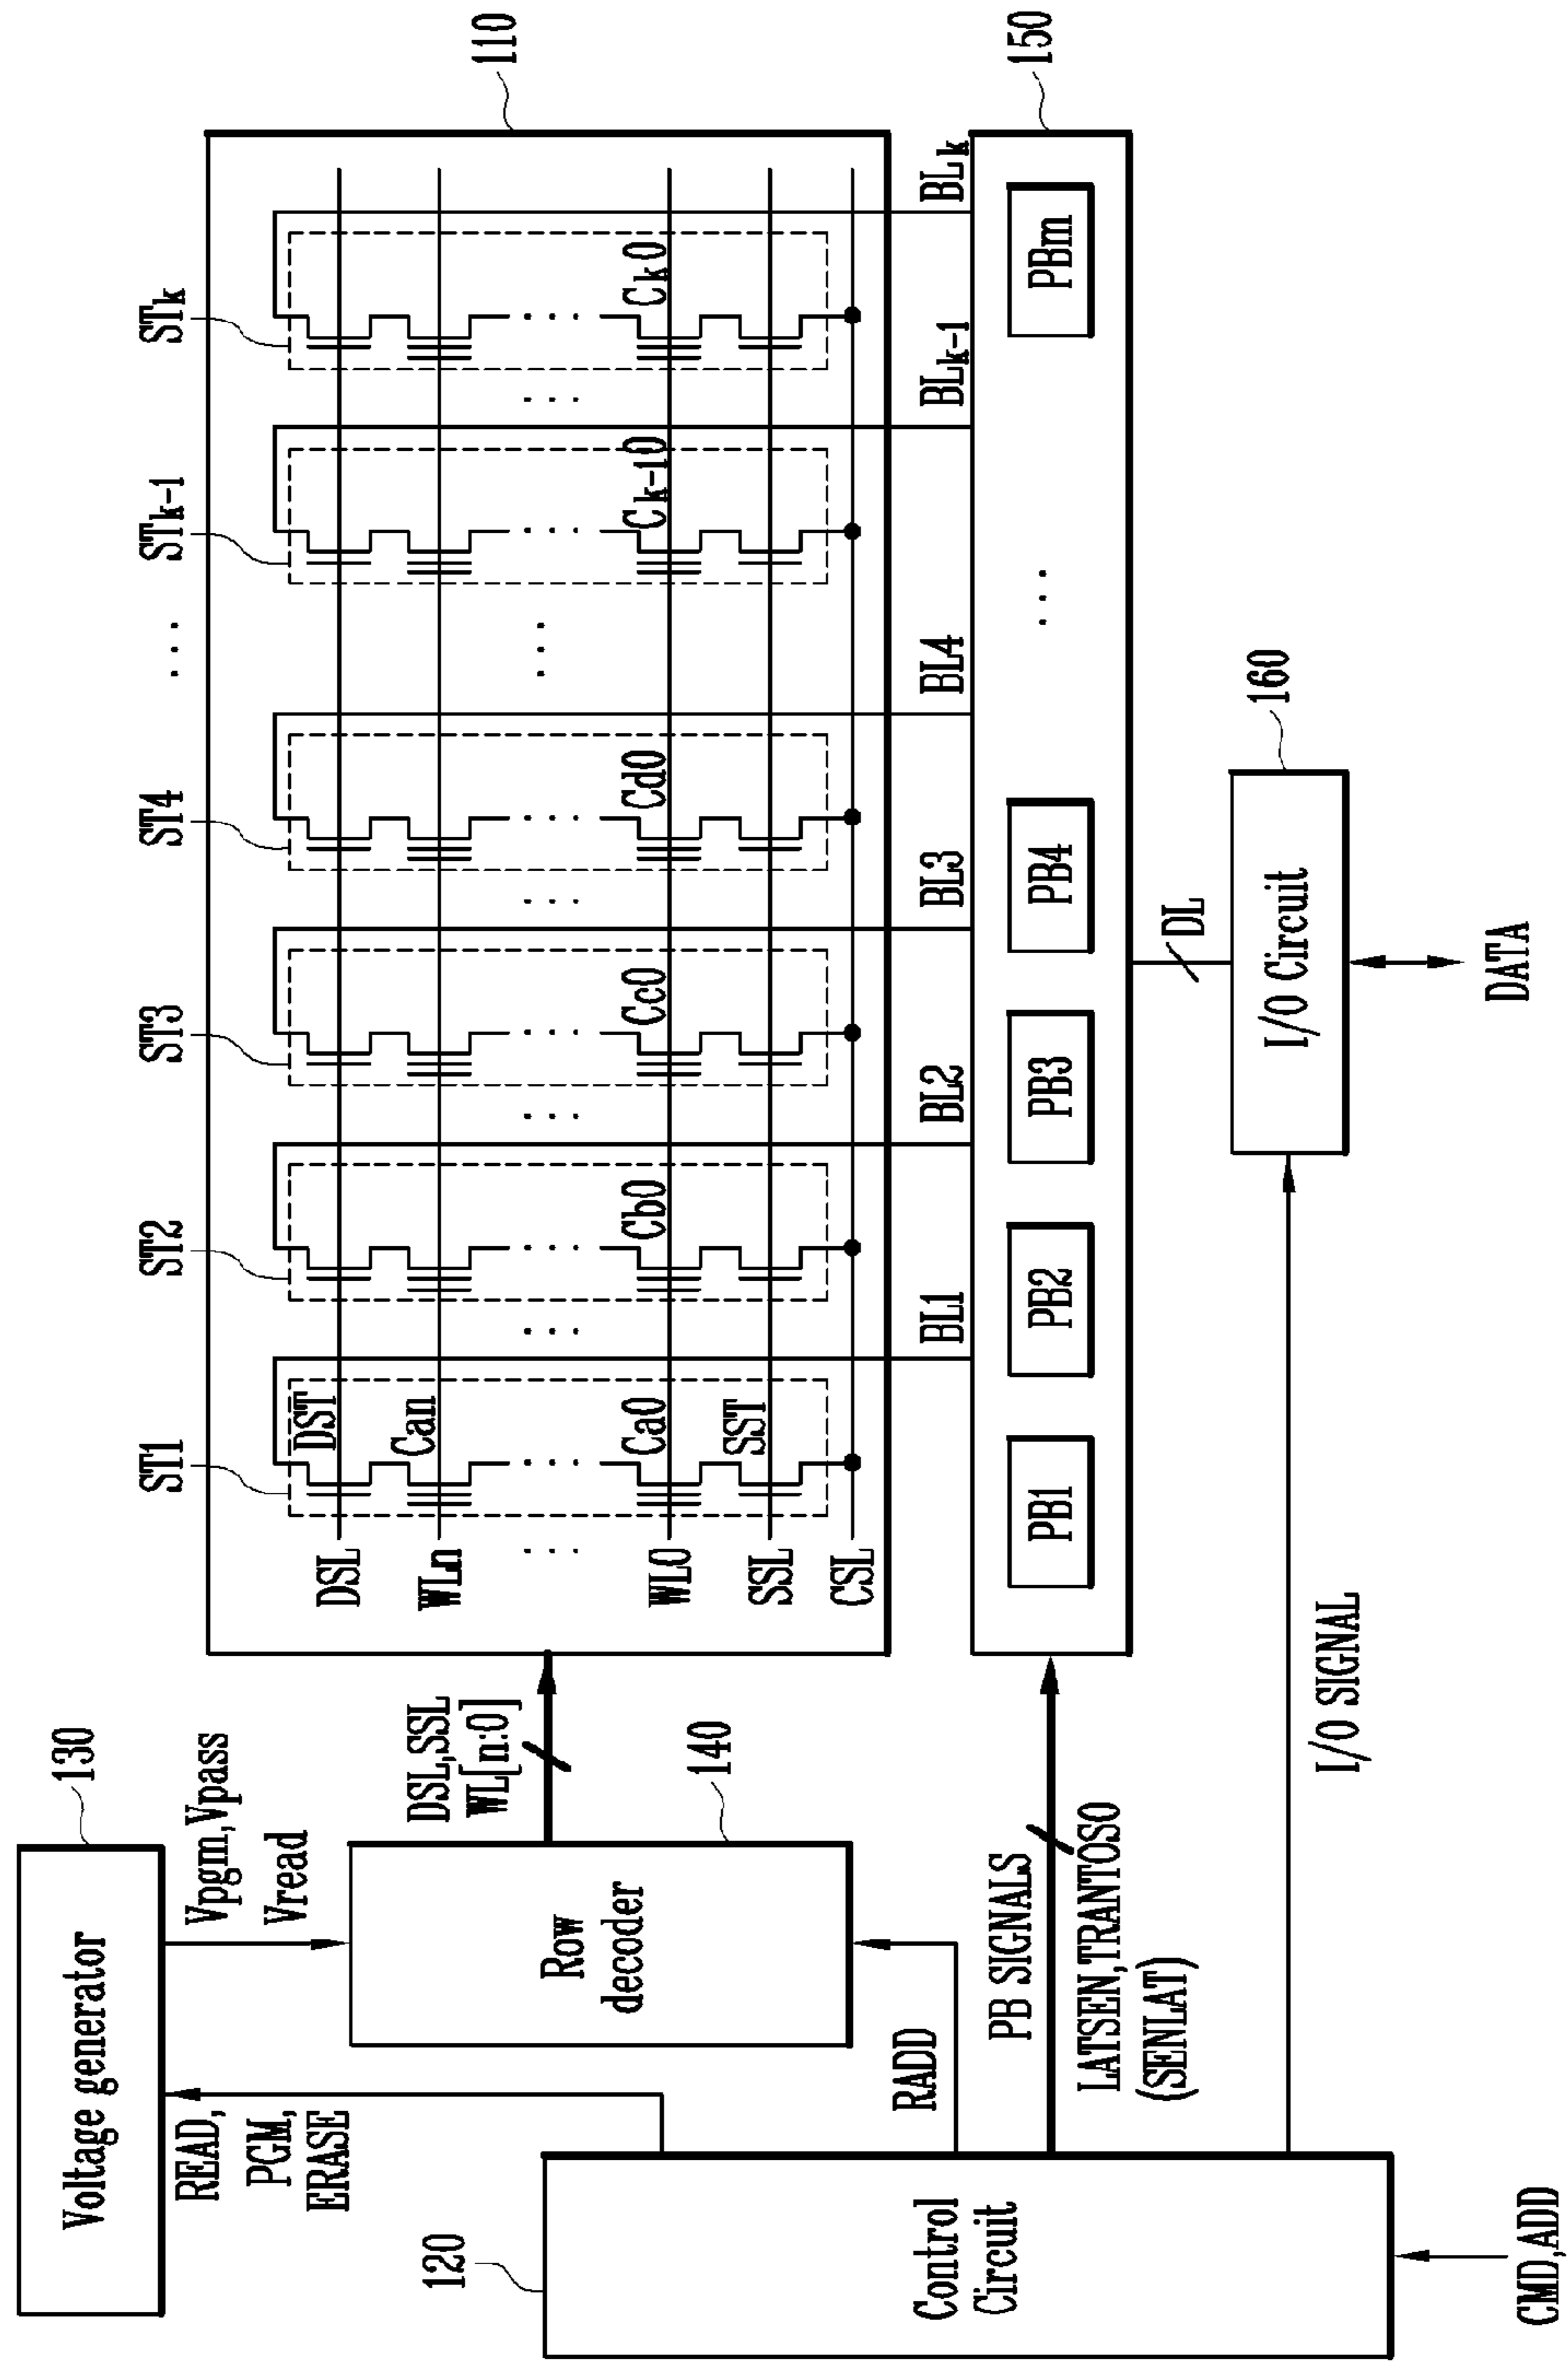 130
Voltage generator
READ,
PGM,
ERASE
Vpgm,Vpass
Vread
120
Control
Circuit
CMD,ADD
RADD
Row
decoder
140
DSL,SSL
WL[n:0]
PB SIGNALS
LATSEN,TRANTOSO
(SENLAT)
I/O SIGNAL
110
ST1
ST2
ST3
ST4
...
STk-1
STk
DSL
WLn
...
WL0
SSL
CSL
DST
Can
...
Ca0
SST
...
...
Cb0
...
...
Cc0
...
...
Cd0
...
...
Ck-10
...
...
Ck0
BL1
BL2
BL3
BL4
BLk-1
BLk
150
PB1
PB2
PB3
PB4
...
PBm
DL
160
I/O Circuit
DATA